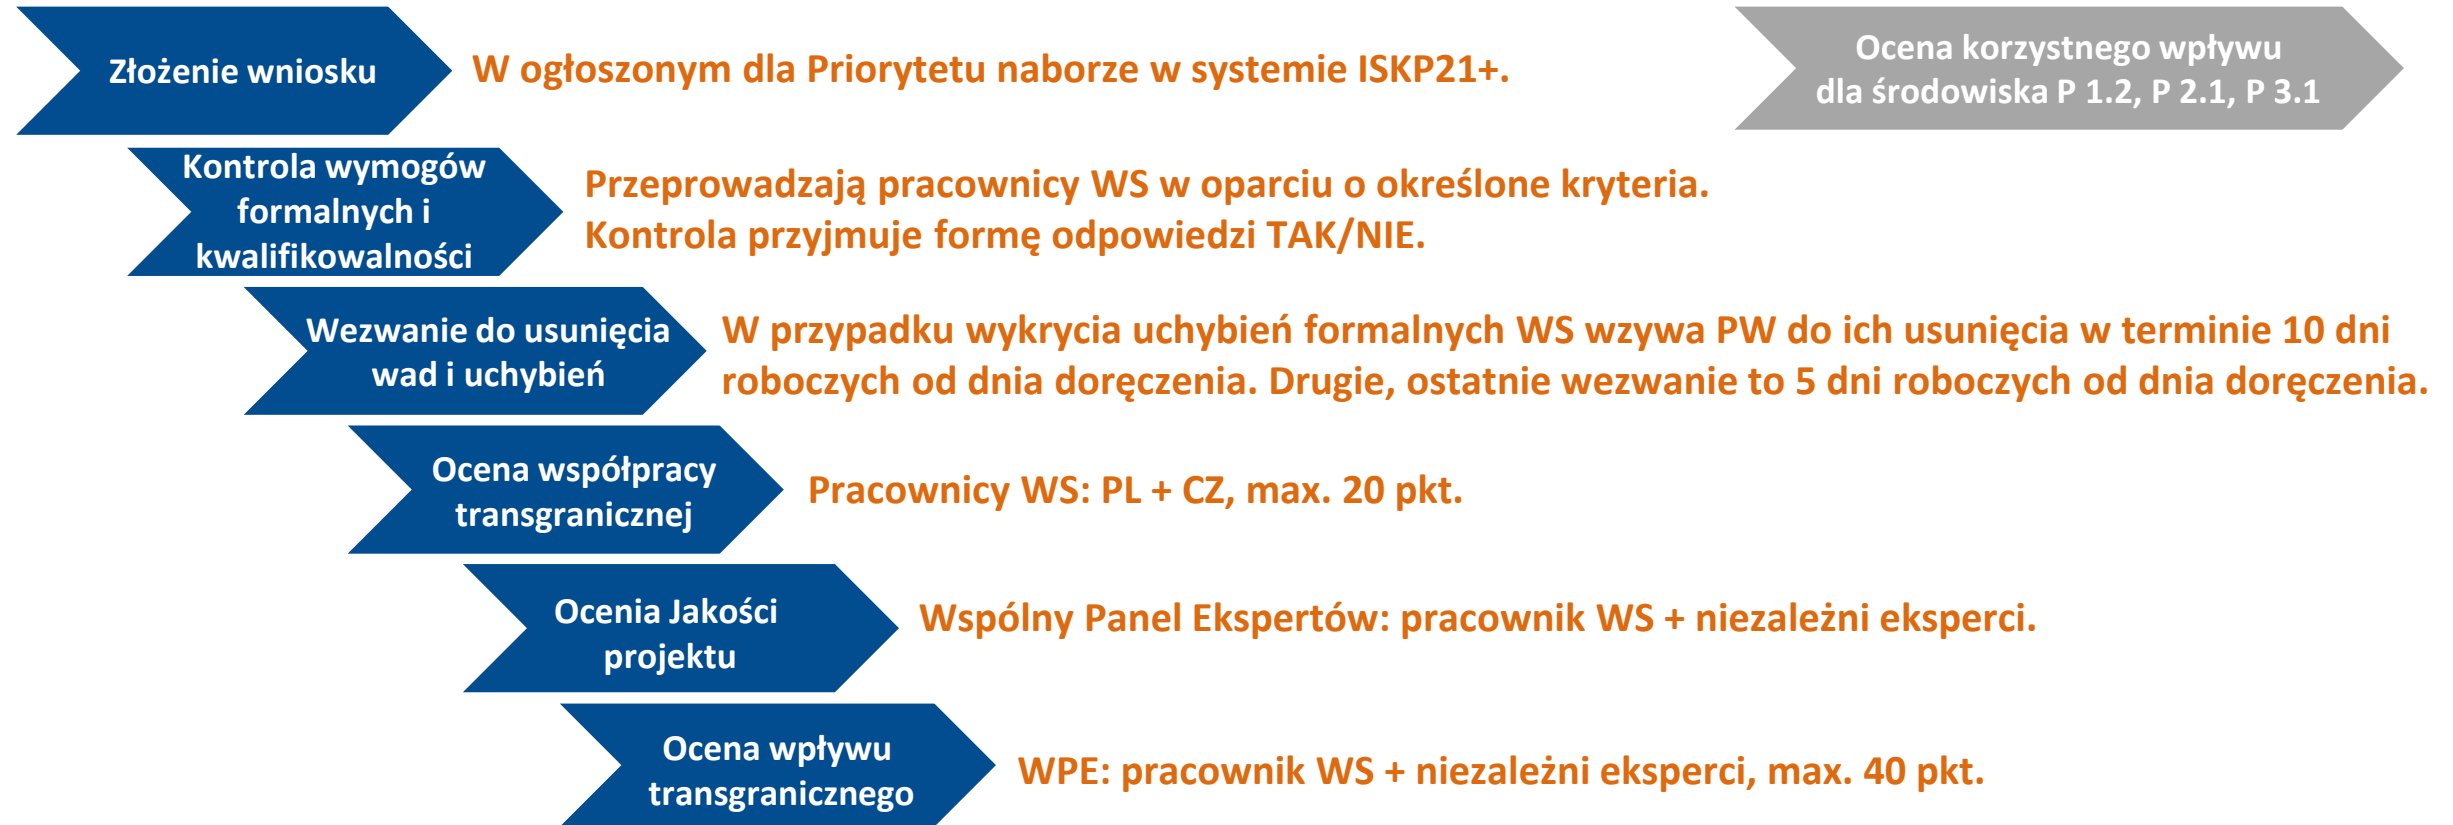 Złożenie wniosku
W ogłoszonym dla Priorytetu naborze w systemie ISKP21+.
Ocena korzystnego wpływu
dla środowiska P 1.2, P 2.1, P 3.1
Kontrola wymogów
formalnych i
kwalifikowalności
Przeprowadzają pracownicy WS w oparciu o określone kryteria.
Kontrola przyjmuje formę odpowiedzi TAK/NIE.
Wezwanie do usunięcia
wad i uchybień
W przypadku wykrycia uchybień formalnych WS wzywa PW do ich usunięcia w terminie 10 dni
roboczych od dnia doręczenia. Drugie, ostatnie wezwanie to 5 dni roboczych od dnia doręczenia.
Ocena współpracy
transgranicznej
Pracownicy WS: PL + CZ, max. 20 pkt.
Ocenia Jakości
projektu
Wspólny Panel Ekspertów: pracownik WS + niezależni eksperci.
Ocena wpływu
transgranicznego
WPE: pracownik WS + niezależni eksperci, max. 40 pkt.